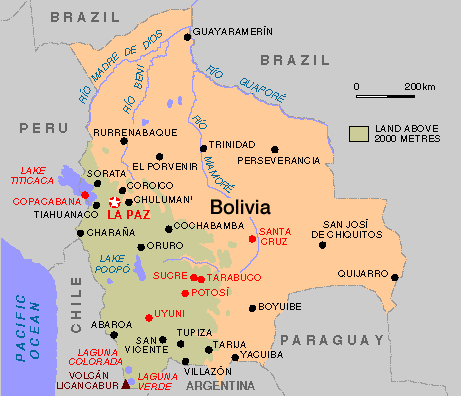 BRAZIL
GUAYARAMERÍN
RÍO MADRE DE DIOS
RÍO BENI
BRAZIL
RÍO GUAPORÉ
0 200km
LAND ABOVE
2000 METRES
PERU
RURRENABAQUE
TRINIDAD
EL PORVENIR
PERSEVERANCIA
RÍO MAMORÉ
LAKE
TITICACA
SORATA
COROICO
COPACABANA
CHULUMANI
TIAHUANACO
LA PAZ
Bolivia
CHARAÑA
COCHABAMBA
ORURO
SANTA
CRUZ
SAN JOSÍ
DE CHIQUITOS
LAKE
POOPÓ
SUCRE
TARABUCO
QUIJARRO
POTOSÍ
PACIFIC
OCEAN
CHILE
UYUNI
BOYUIBE
ABAROA
SAN
VICENTE
TUPIZA
TARIJA
PARAGUAY
LAGUNA
COLORADA
YACUIBA
VILLAZÓN
VOLCÁN
LICANCABUR
LAGUNA
VERDE
ARGENTINA